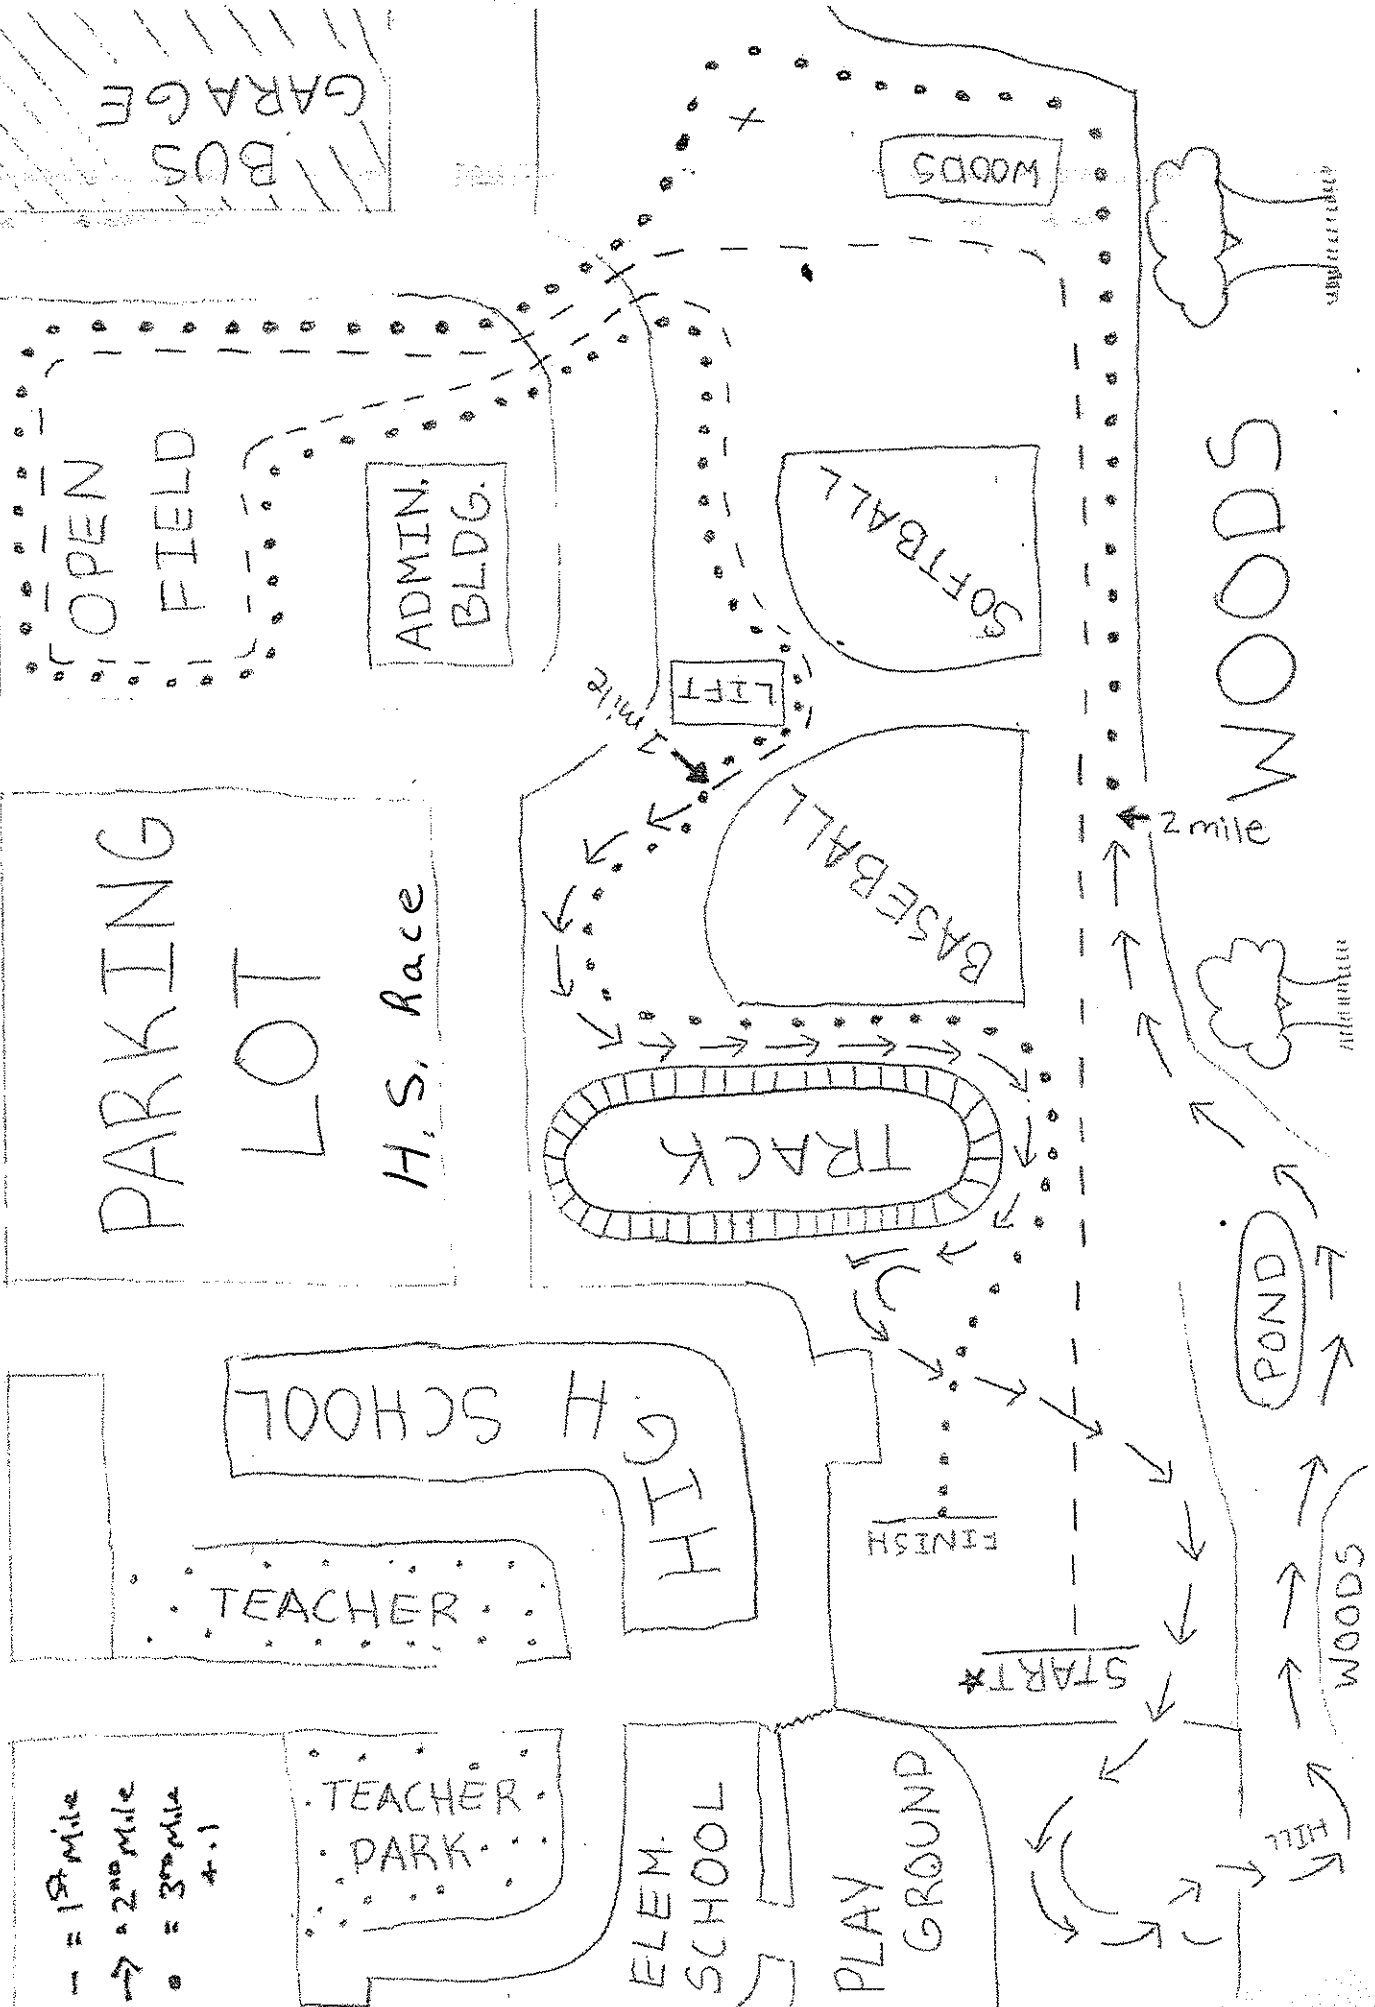 BUS
GARAGE
WOODS
OPEN
FIELD
ADMIN.
BLDG.
SOFTBALL
LIFT
1 mile
BASEBALL
WOODS
2 mile
PARKING
LOT
H.S. Race
TRACK
POND
HIGH SCHOOL
FINISH
TEACHER
START
WOODS
HILL
TEACHER
PARK
ELEM.
SCHOOL
PLAY
GROUND
- = 1st Mile
→ = 2ND Mile
• = 3RD Mile
+.1
X